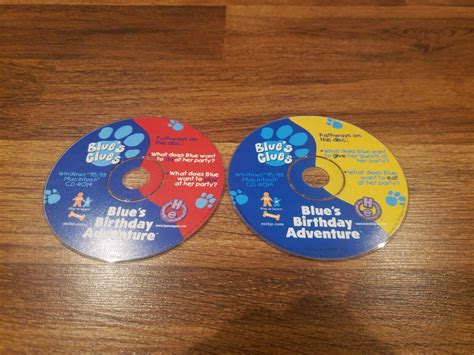 Blue's
Clues
Windows® 95/98
Macintosh®
CD-ROM
Pathways on
the disc:
•What does Blue want
to
at her party?
•What does Blue want
to
at her party?
Blue's
Birthday
Adventure
Blue's
Clues
Windows® 95/98
Macintosh®
CD-ROM
Pathways on
the disc:
•What does Blue want
to give her guests
at her party?
•What does Blue want
to eat
at her party?
Blue's
Birthday
Adventure